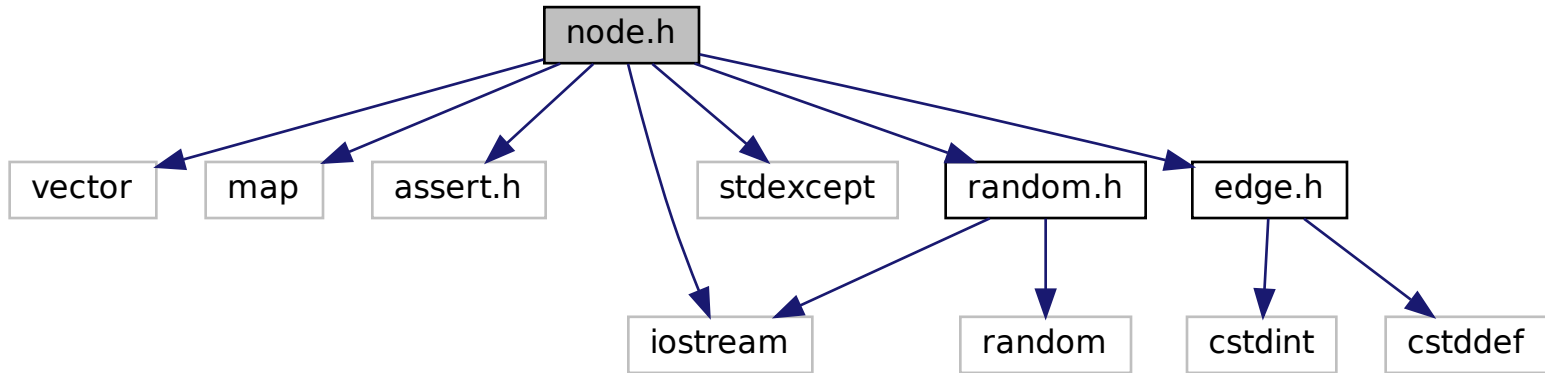 node.h
vector
map
assert.h
stdexcept
random.h
edge.h
iostream
random
cstdint
cstddef